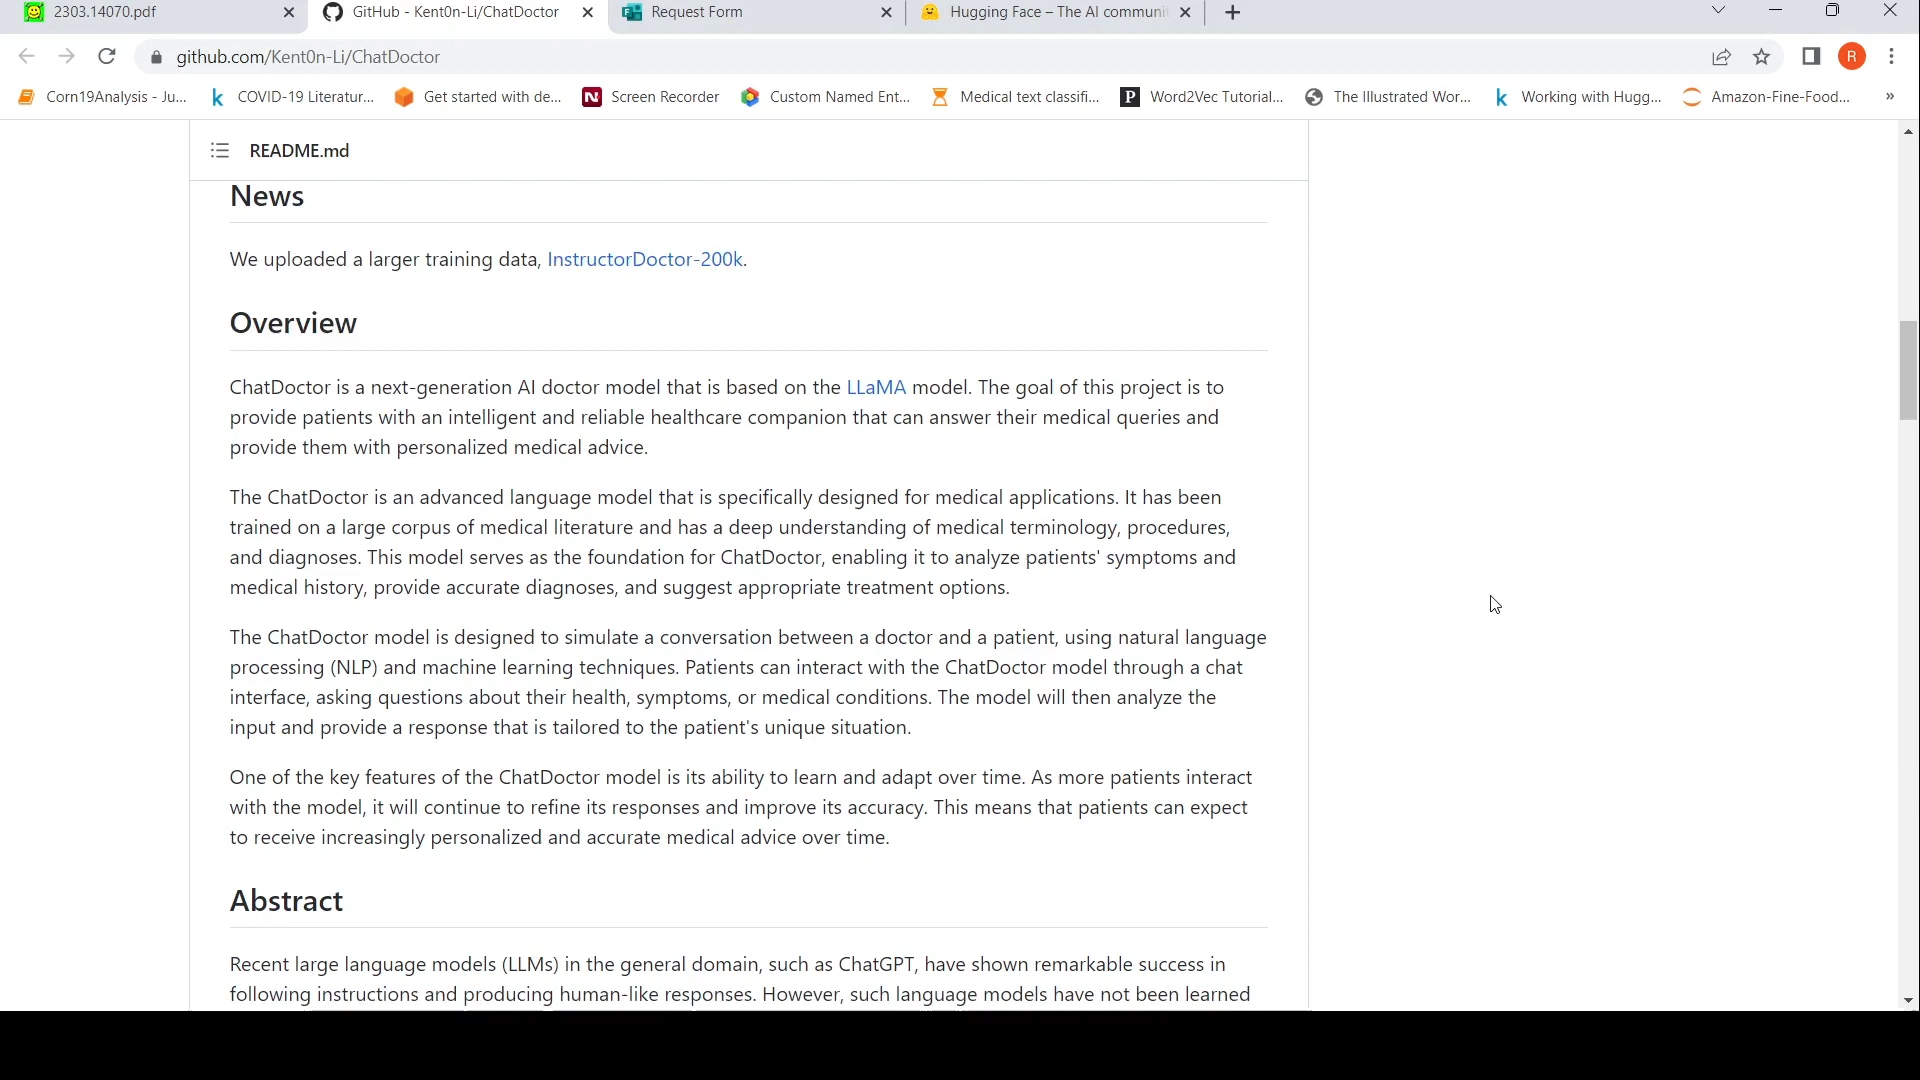 2303.14070.pdf
GitHub - Kent0n-Li/ChatDoctor
Request Form
Hugging Face – The AI communi
github.com/Kent0n-Li/ChatDoctor
R
Corn19Analysis - Ju...
COVID-19 Literatur...
Get started with de...
Screen Recorder
Custom Named Ent...
Medical text classifi...
Word2Vec Tutorial...
The Illustrated Wor...
Working with Hugg...
Amazon-Fine-Food...
»
README.md
News
We uploaded a larger training data, InstructorDoctor-200k.
Overview
ChatDoctor is a next-generation AI doctor model that is based on the LLaMA model. The goal of this project is to
provide patients with an intelligent and reliable healthcare companion that can answer their medical queries and
provide them with personalized medical advice.
The ChatDoctor is an advanced language model that is specifically designed for medical applications. It has been
trained on a large corpus of medical literature and has a deep understanding of medical terminology, procedures,
and diagnoses. This model serves as the foundation for ChatDoctor, enabling it to analyze patients' symptoms and
medical history, provide accurate diagnoses, and suggest appropriate treatment options.
The ChatDoctor model is designed to simulate a conversation between a doctor and a patient, using natural language
processing (NLP) and machine learning techniques. Patients can interact with the ChatDoctor model through a chat
interface, asking questions about their health, symptoms, or medical conditions. The model will then analyze the
input and provide a response that is tailored to the patient's unique situation.
One of the key features of the ChatDoctor model is its ability to learn and adapt over time. As more patients interact
with the model, it will continue to refine its responses and improve its accuracy. This means that patients can expect
to receive increasingly personalized and accurate medical advice over time.
Abstract
Recent large language models (LLMs) in the general domain, such as ChatGPT, have shown remarkable success in
following instructions and producing human-like responses. However, such language models have not been learned